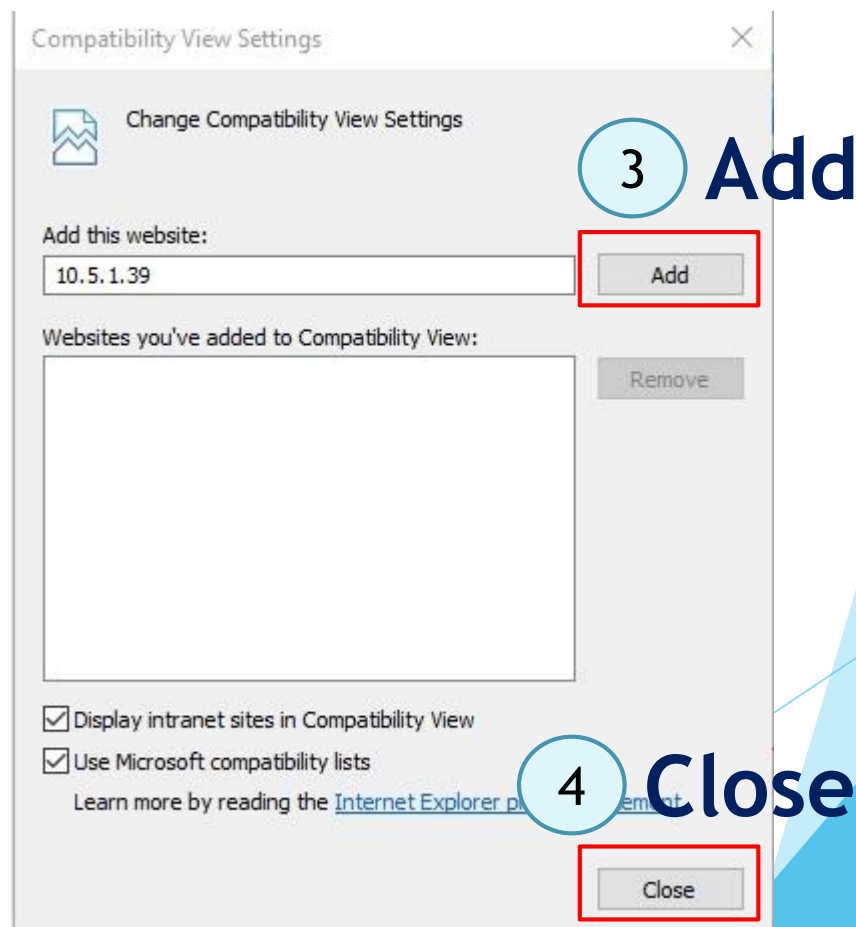 Compatibility View Settings
Change Compatibility View Settings
3 Add
Add this website:
10.5.1.39 Add
Websites you've added to Compatibility View:
Remove
Display intranet sites in Compatibility View
Use Microsoft compatibility lists
4 Close
Learn more by reading the Internet Explorer
Close